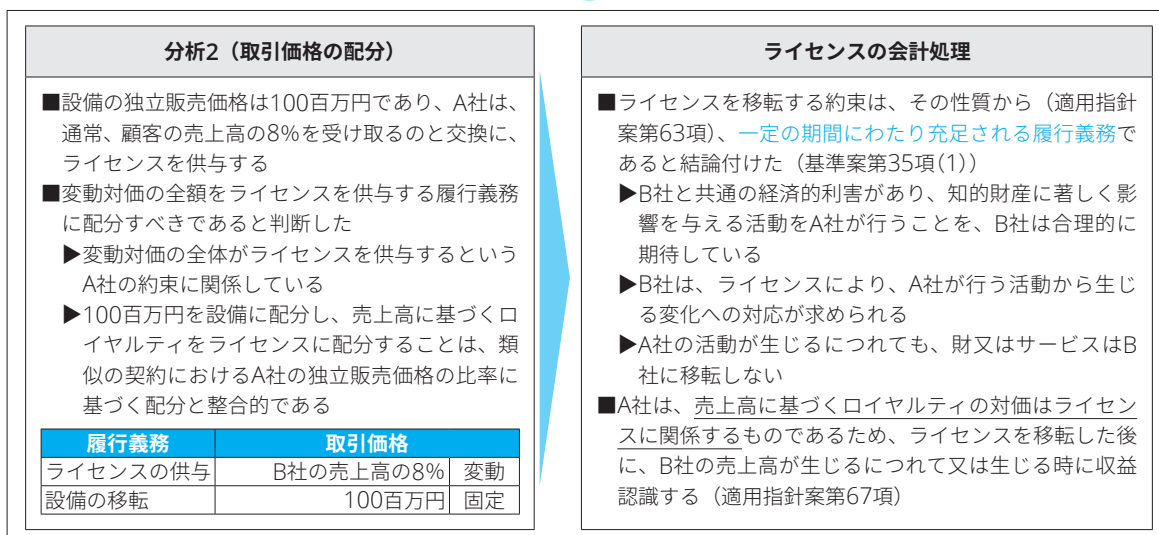 分析2（取引価格の配分）
■設備の独立販売価格は100百万円であり、A社は、
通常、顧客の売上高の8%を受け取るのと交換に、
ライセンスを供与する
■変動対価の全額をライセンスを供与する履行義務
に配分すべきであると判断した
▶変動対価の全体がライセンスを供与するという
A社の約束に関係している
▶100百万円を設備に配分し、売上高に基づくロ
イヤルティをライセンスに配分することは、類
似の契約におけるA社の独立販売価格の比率に
基づく配分と整合的である
履行義務 取引価格
ライセンスの供与 B社の売上高の8% 変動
設備の移転 100百万円 固定
ライセンスの会計処理
■ライセンスを移転する約束は、その性質から（適用指針
案第63項）、一定の期間にわたり充足される履行義務で
あると結論付けた（基準案第35項(1)）
▶B社と共通の経済的利害があり、知的財産に著しく影
響を与える活動をA社が行うことを、B社は合理的に
期待している
▶B社は、ライセンスにより、A社が行う活動から生じ
る変化への対応が求められる
▶A社の活動が生じるにつれても、財又はサービスはB
社に移転しない
■A社は、売上高に基づくロイヤルティの対価はライセン
スに関係するものであるため、ライセンスを移転した後
に、B社の売上高が生じるにつれて又は生じる時に収益
認識する（適用指針案第67項）